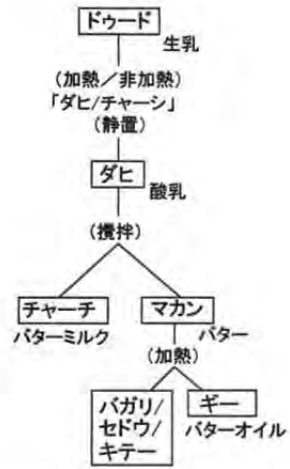 ドゥード
生乳
(加熱/非加熱)
「ダヒ/チャーシ」
(静置)
ダヒ
酸乳
(攪拌)
チャーチ
マカン
バターミルク
バター
(加熱)
バガリ/
セドウ/
キテー
ギー
バターオイル